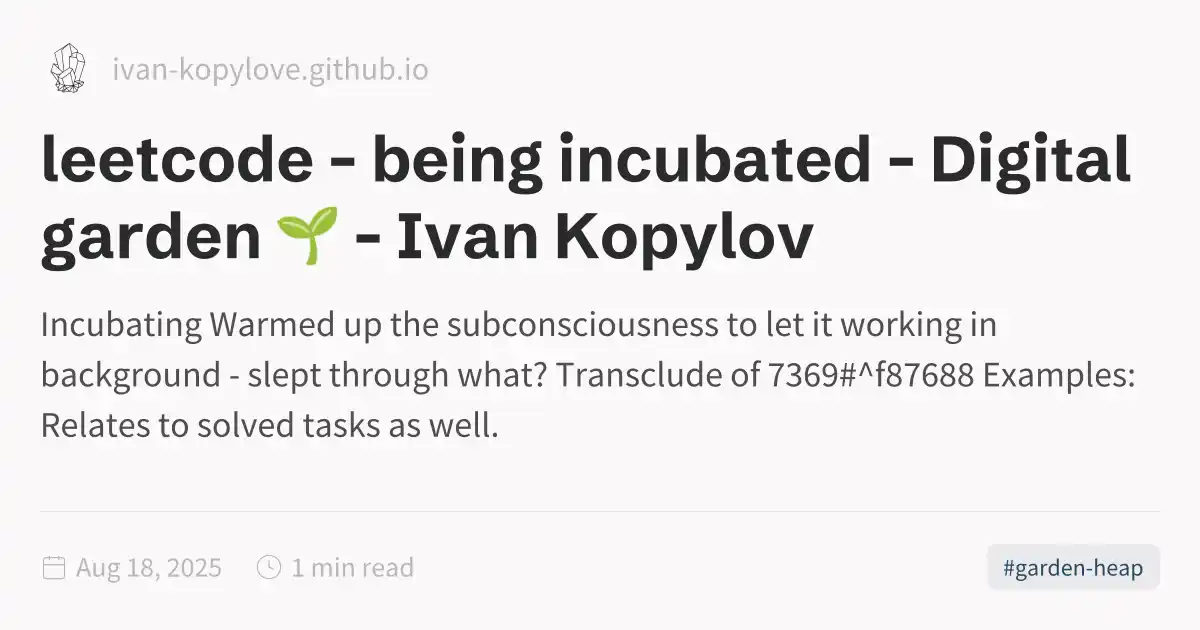 ivan-kopylove.github.io
leetcode - being incubated - Digital
garden 🌱 - Ivan Kopylov
Incubating Warmed up the subconsciousness to let it working in
background - slept through what? Transclude of 7369#^f87688 Examples:
Relates to solved tasks as well.
Aug 18, 2025 1 min read
#garden-heap